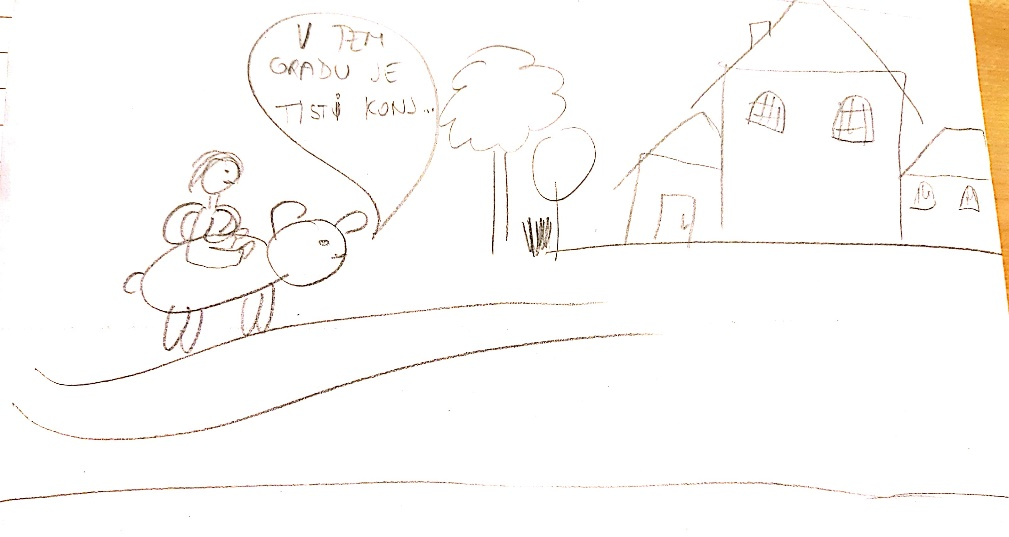 V TEM
GRADU JE
TISTI KONJ...